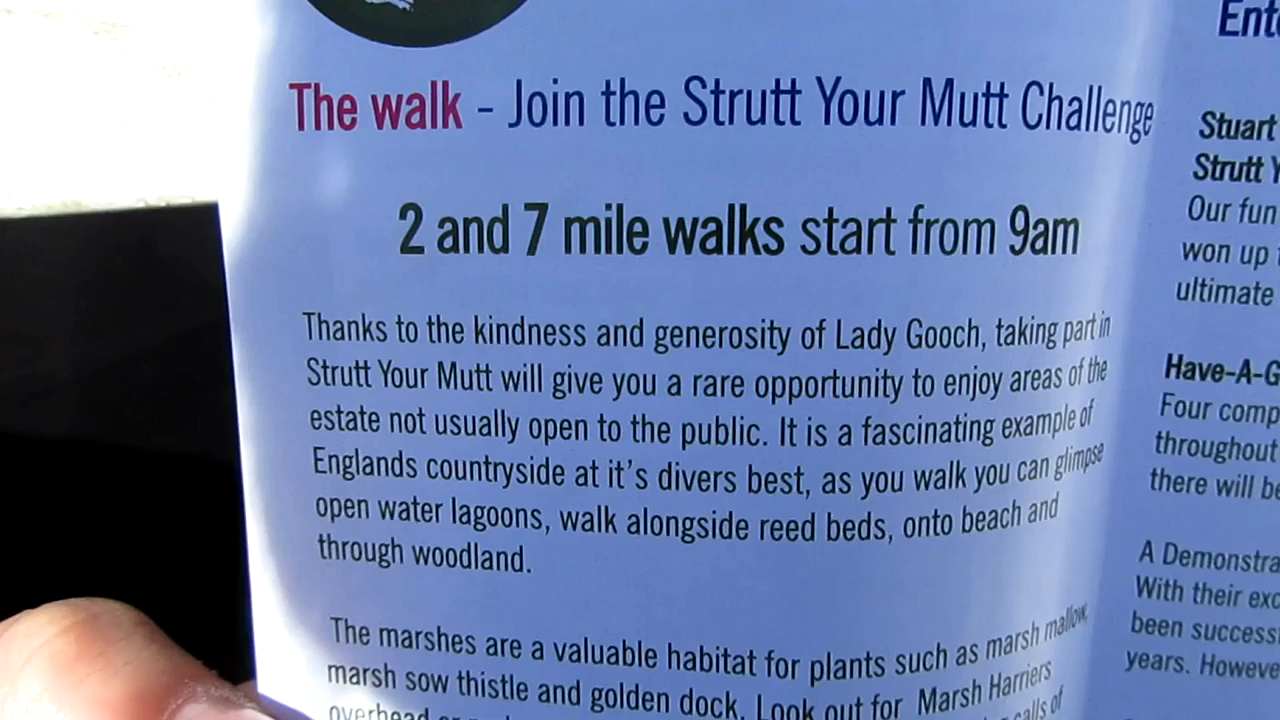 The walk - Join the Strutt Your Mutt Challenge
2 and 7 mile walks start from 9am
Thanks to the kindness and generosity of Lady Gooch, taking part in
Strutt Your Mutt will give you a rare opportunity to enjoy areas of the
estate not usually open to the public. It is a fascinating example of
Englands countryside at it's divers best, as you walk you can glimpse
open water lagoons, walk alongside reed beds, onto beach and
through woodland.
The marshes are a valuable habitat for plants such as marsh mallow,
marsh sow thistle and golden dock. Look out for Marsh Harriers
overhead calls of
Stuart
Strutt Y
Our fun
won up
ultimate
Have-A-G
Four comp
throughout
there will be
A Demonstra
With their exc
been success
years. Howeve